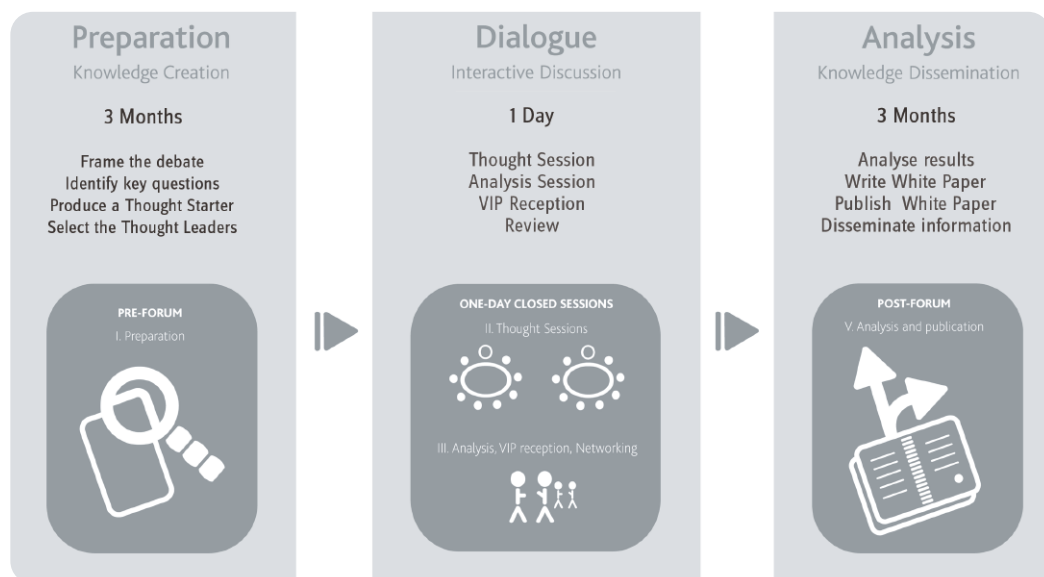 Preparation
Knowledge Creation
3 Months
Frame the debate
Identify key questions
Produce a Thought Starter
Select the Thought Leaders
PRE-FORUM
I. Preparation
Dialogue
Interactive Discussion
1 Day
Thought Session
Analysis Session
VIP Reception
Review
ONE-DAY CLOSED SESSIONS
II. Thought Sessions
III. Analysis, VIP reception, Networking
Analysis
Knowledge Dissemination
3 Months
Analyse results
Write White Paper
Publish White Paper
Disseminate information
POST-FORUM
V. Analysis and publication